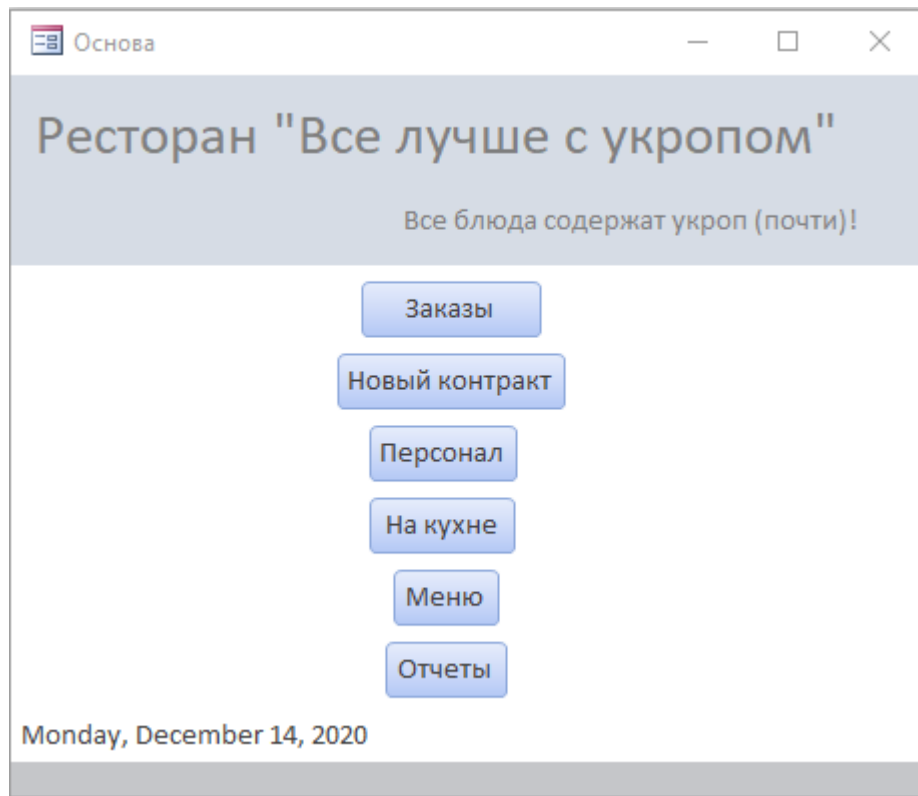 Основа
Ресторан "Все лучше с укропом"
Все блюда содержат укроп (почти)!
Заказы
Новый контракт
Персонал
На кухне
Меню
Отчеты
Monday, December 14, 2020